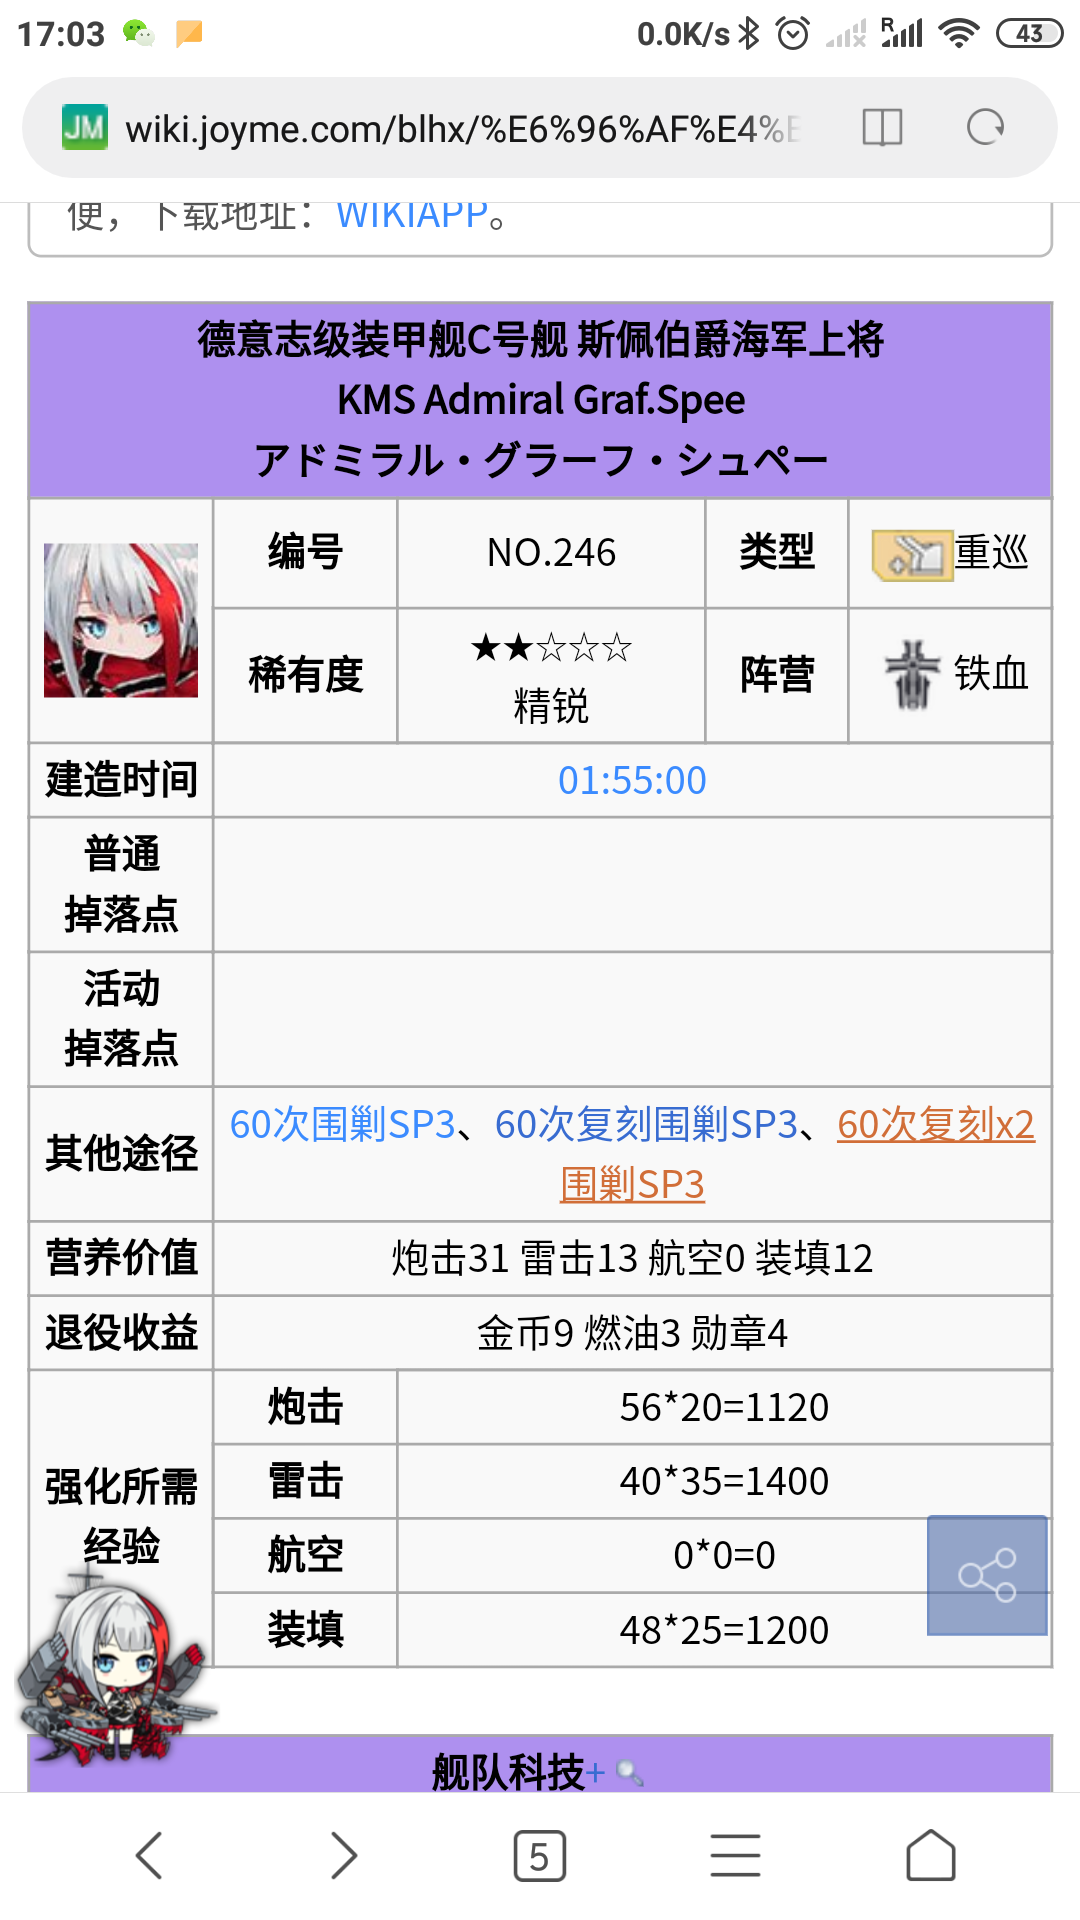 17:03 0.0K/s R 43
JM wiki.joyme.com/blhx/%E6%96%AF%E4%E
便，下载地址：WIKIAPP。
德意志级装甲舰C号舰 斯佩伯爵海军上将
KMS Admiral Graf.Spee
アドミラル・グラーフ・シュペー
编号 NO.246 类型 重巡
稀有度 ★★☆☆☆ 精锐 阵营 铁血
建造时间 01:55:00
普通
掉落点
活动
掉落点
其他途径 60次围剿SP3、60次复刻围剿SP3、60次复刻x2
围剿SP3
营养价值 炮击31 雷击13 航空0 装填12
退役收益 金币9 燃油3 勋章4
强化所需
经验
炮击 56*20=1120
雷击 40*35=1400
航空 0*0=0
装填 48*25=1200
舰队科技+
5